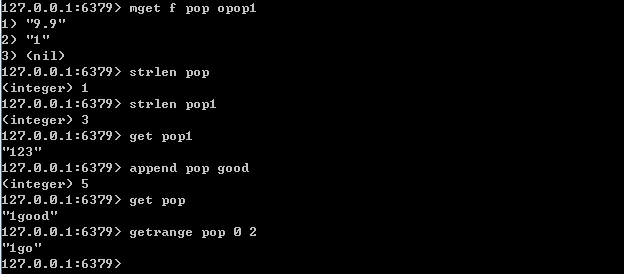 127.0.0.1:6379> mget f pop opop1
1) "9.9"
2) "1"
3) (nil)
127.0.0.1:6379> strlen pop
(integer) 1
127.0.0.1:6379> strlen pop1
(integer) 3
127.0.0.1:6379> get pop1
"123"
127.0.0.1:6379> append pop good
(integer) 5
127.0.0.1:6379> get pop
"1good"
127.0.0.1:6379> getrange pop 0 2
"1go"
127.0.0.1:6379>